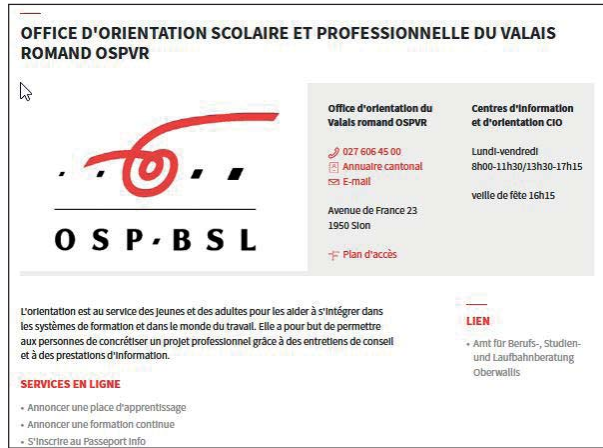 OFFICE D'ORIENTATION SCOLAIRE ET PROFESSIONNELLE DU VALAIS
ROMAND OSPVR
OSP-BSL
Office d'orientation du
Valais romand OSPVR
027 606 45 00
Annuaire cantonal
E-mail
Avenue de France 23
1950 Sion
Plan d'accès
Centres d'information
et d'orientation CIO
Lundi-vendredi
8h00-11h30/13h30-17h15
veille de fête 16h15
L'orientation est au service des jeunes et des adultes pour les aider à s'intégrer dans
les systèmes de formation et dans le monde du travail. Elle a pour but de permettre
aux personnes de concrétiser un projet professionnel grâce à des entretiens de conseil
et à des prestations d'information.
SERVICES EN LIGNE
• Annoncer une place d'apprentissage
• Annoncer une formation continue
• S'inscrire au Passeport Info
LIEN
• Amt für Berufs-, Studien-
und Laufbahnberatung
Oberwallis